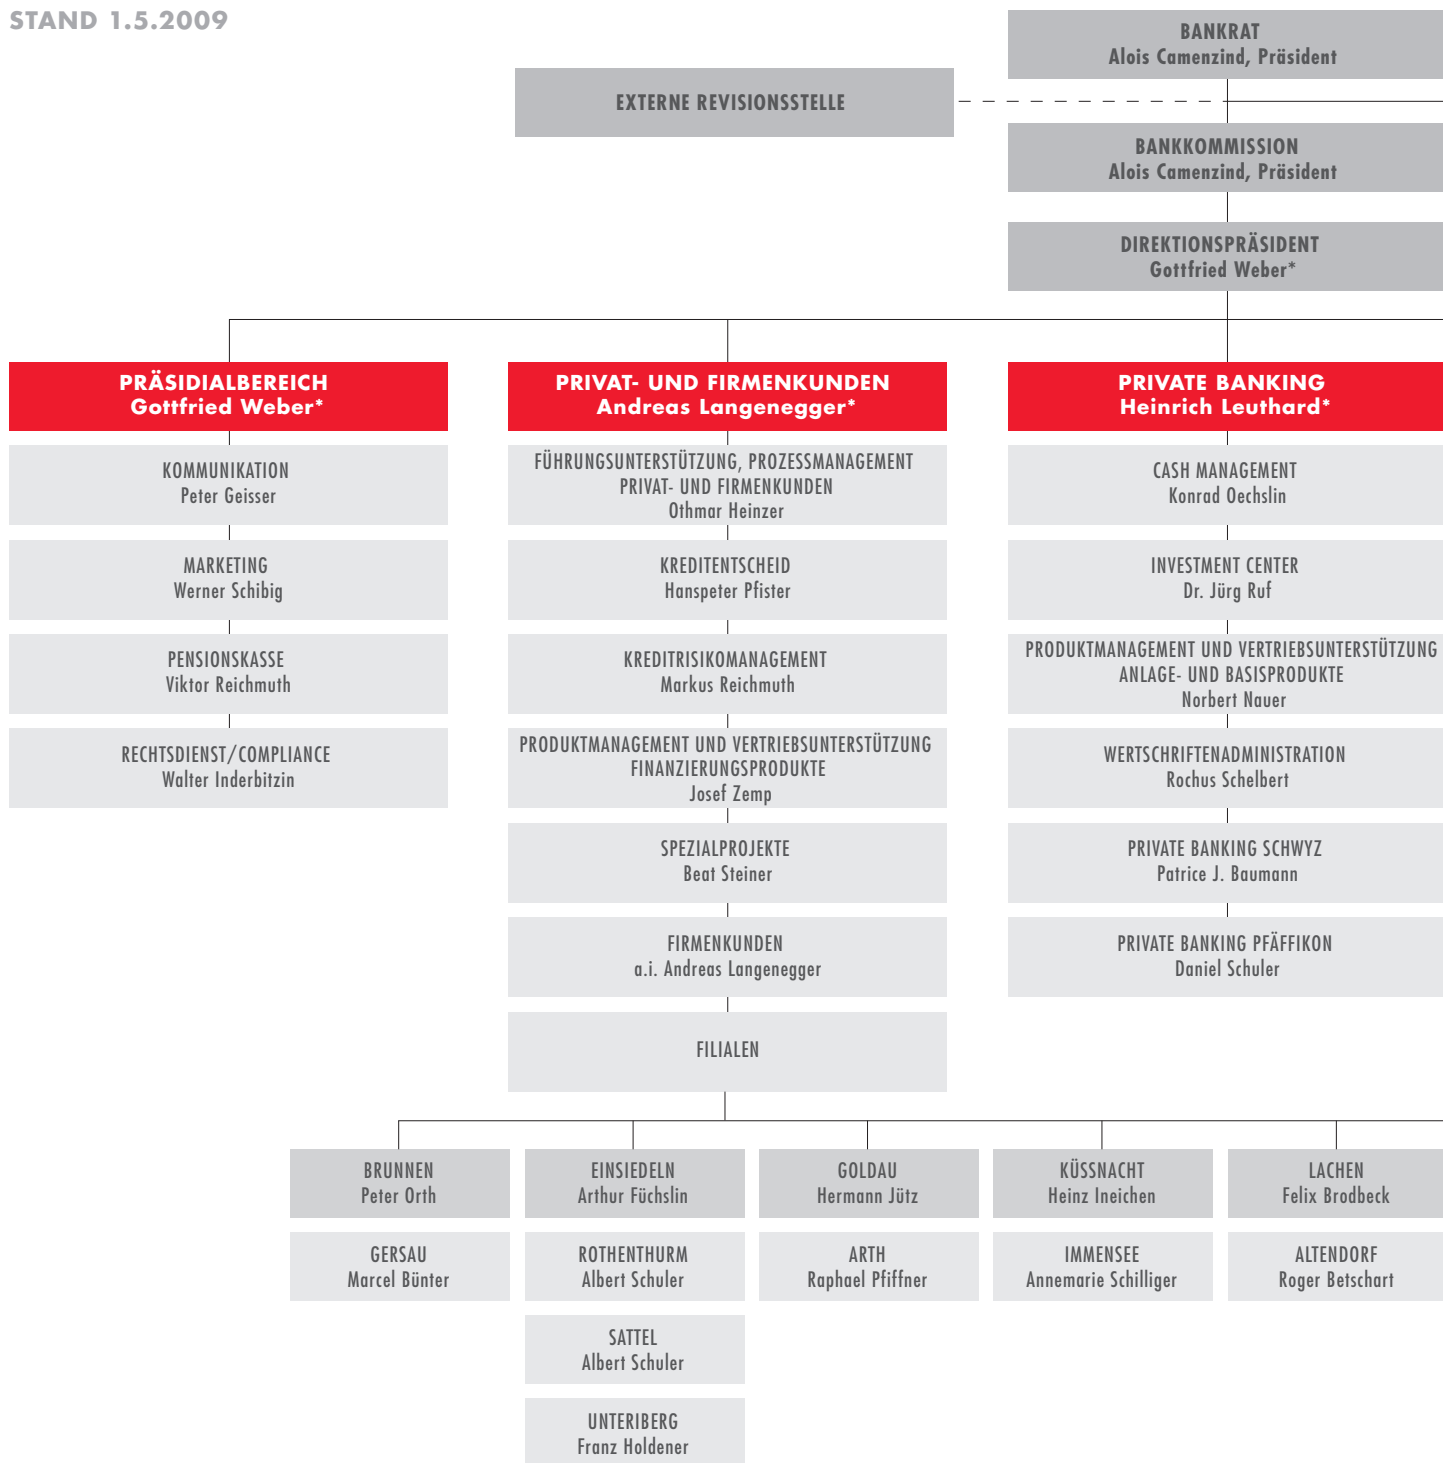 STAND 1.5.2009
BANKRAT
Alois Camenzind, Präsident
EXTERNE REVISIONSSTELLE
BANKKOMMISSION
Alois Camenzind, Präsident
DIREKTIONSPRÄSIDENT
Gottfried Weber*
PRÄSIDIALBEREICH
Gottfried Weber*
KOMMUNIKATION
Peter Geisser
MARKETING
Werner Schibig
PENSIONSKASSE
Viktor Reichmuth
RECHTSDIENST/COMPLIANCE
Walter Inderbitzin
PRIVAT- UND FIRMENKUNDEN
Andreas Langenegger*
FÜHRUNGSUNTERSTÜTZUNG, PROZESSMANAGEMENT
PRIVAT- UND FIRMENKUNDEN
Othmar Heinzer
KREDITENTSCHEID
Hanspeter Pfister
KREDITRISIKOMANAGEMENT
Markus Reichmuth
PRODUKTMANAGEMENT UND VERTRIEBSUNTERSTÜTZUNG
FINANZIERUNGSPRODUKTE
Josef Zemp
SPEZIALPROJEKTE
Beat Steiner
FIRMENKUNDEN
a.i. Andreas Langenegger
FILIALEN
PRIVATE BANKING
Heinrich Leuthard*
CASH MANAGEMENT
Konrad Oechslin
INVESTMENT CENTER
Dr. Jürg Ruf
PRODUKTMANAGEMENT UND VERTRIEBSUNTERSTÜTZUNG
ANLAGE- UND BASISPRODUKTE
Norbert Nauer
WERTSCHRIFTENADMINISTRATION
Rochus Schelbert
PRIVATE BANKING SCHWYZ
Patrice J. Baumann
PRIVATE BANKING PFÄFFIKON
Daniel Schuler
BRUNNEN
Peter Orth
GERSAU
Marcel Bünter
EINSIEDELN
Arthur Füchslin
ROTHENTHURM
Albert Schuler
SATTEL
Albert Schuler
UNTERIBERG
Franz Holdener
GOLDAU
Hermann Jütz
ARTH
Raphael Pfiffner
KÜSSNACHT
Heinz Ineichen
IMMENSEE
Annemarie Schilliger
LACHEN
Felix Brodbeck
ALTENDORF
Roger Betschart